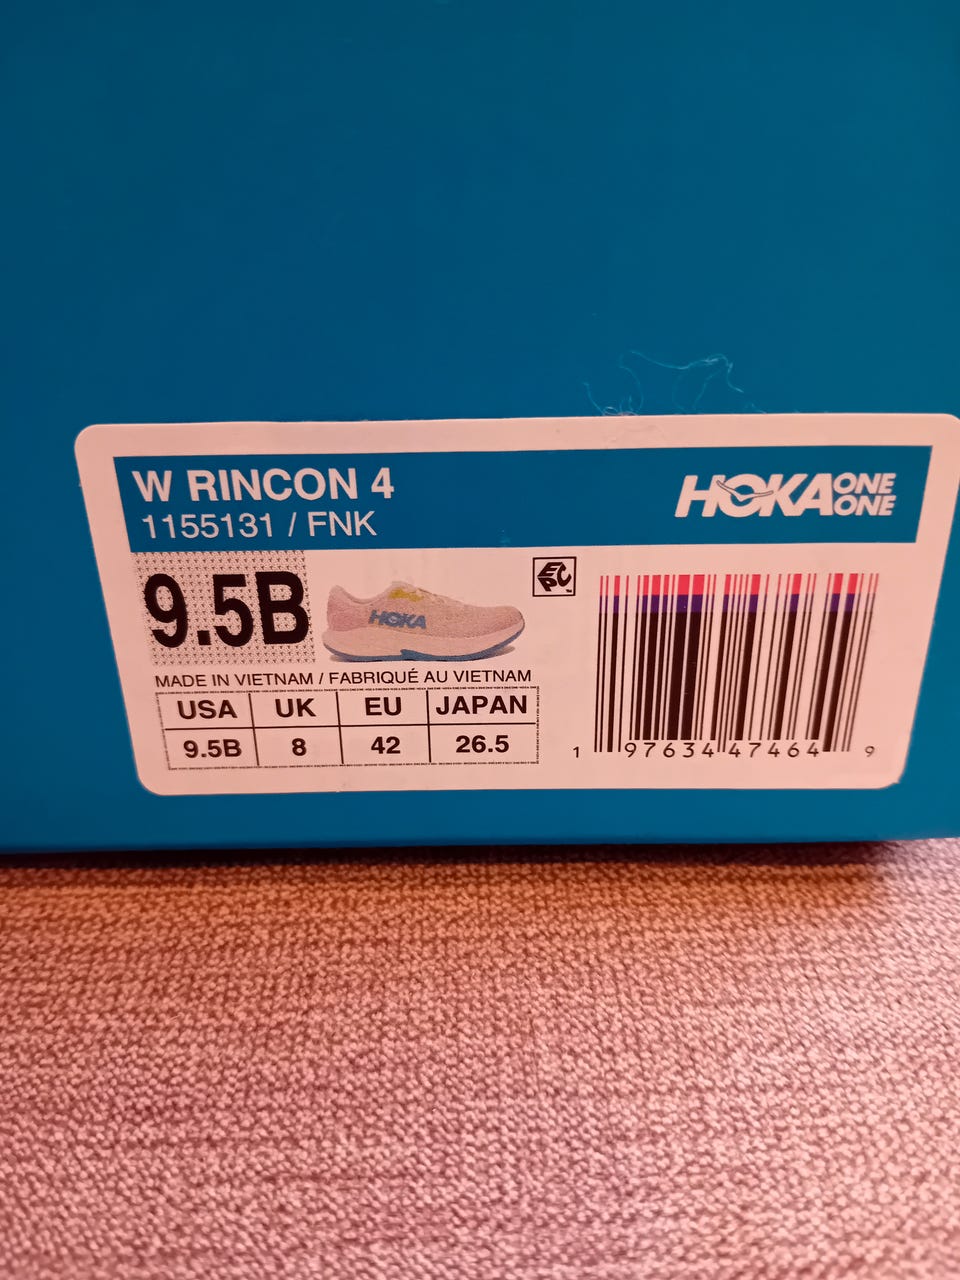 W RINCON 4
1155131 / FNK
HOKA ONE ONE
9.5B
HOKA
EPC
MADE IN VIETNAM / FABRIQUÉ AU VIETNAM
USA UK EU JAPAN
9.5B 8 42 26.5
1 97634 47464 9